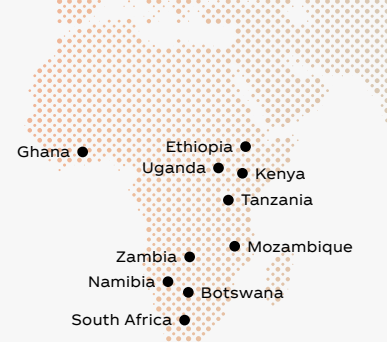 Ethiopia
Ghana
Uganda
Kenya
Tanzania
Mozambique
Zambia
Namibia
Botswana
South Africa